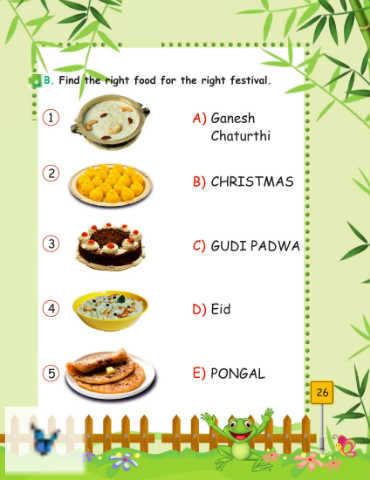 B. Find the right food for the right festival.
1 A) Ganesh
Chaturthi
2 B) CHRISTMAS
3 C) GUDI PADWA
4 D) Eid
5 E) PONGAL
26